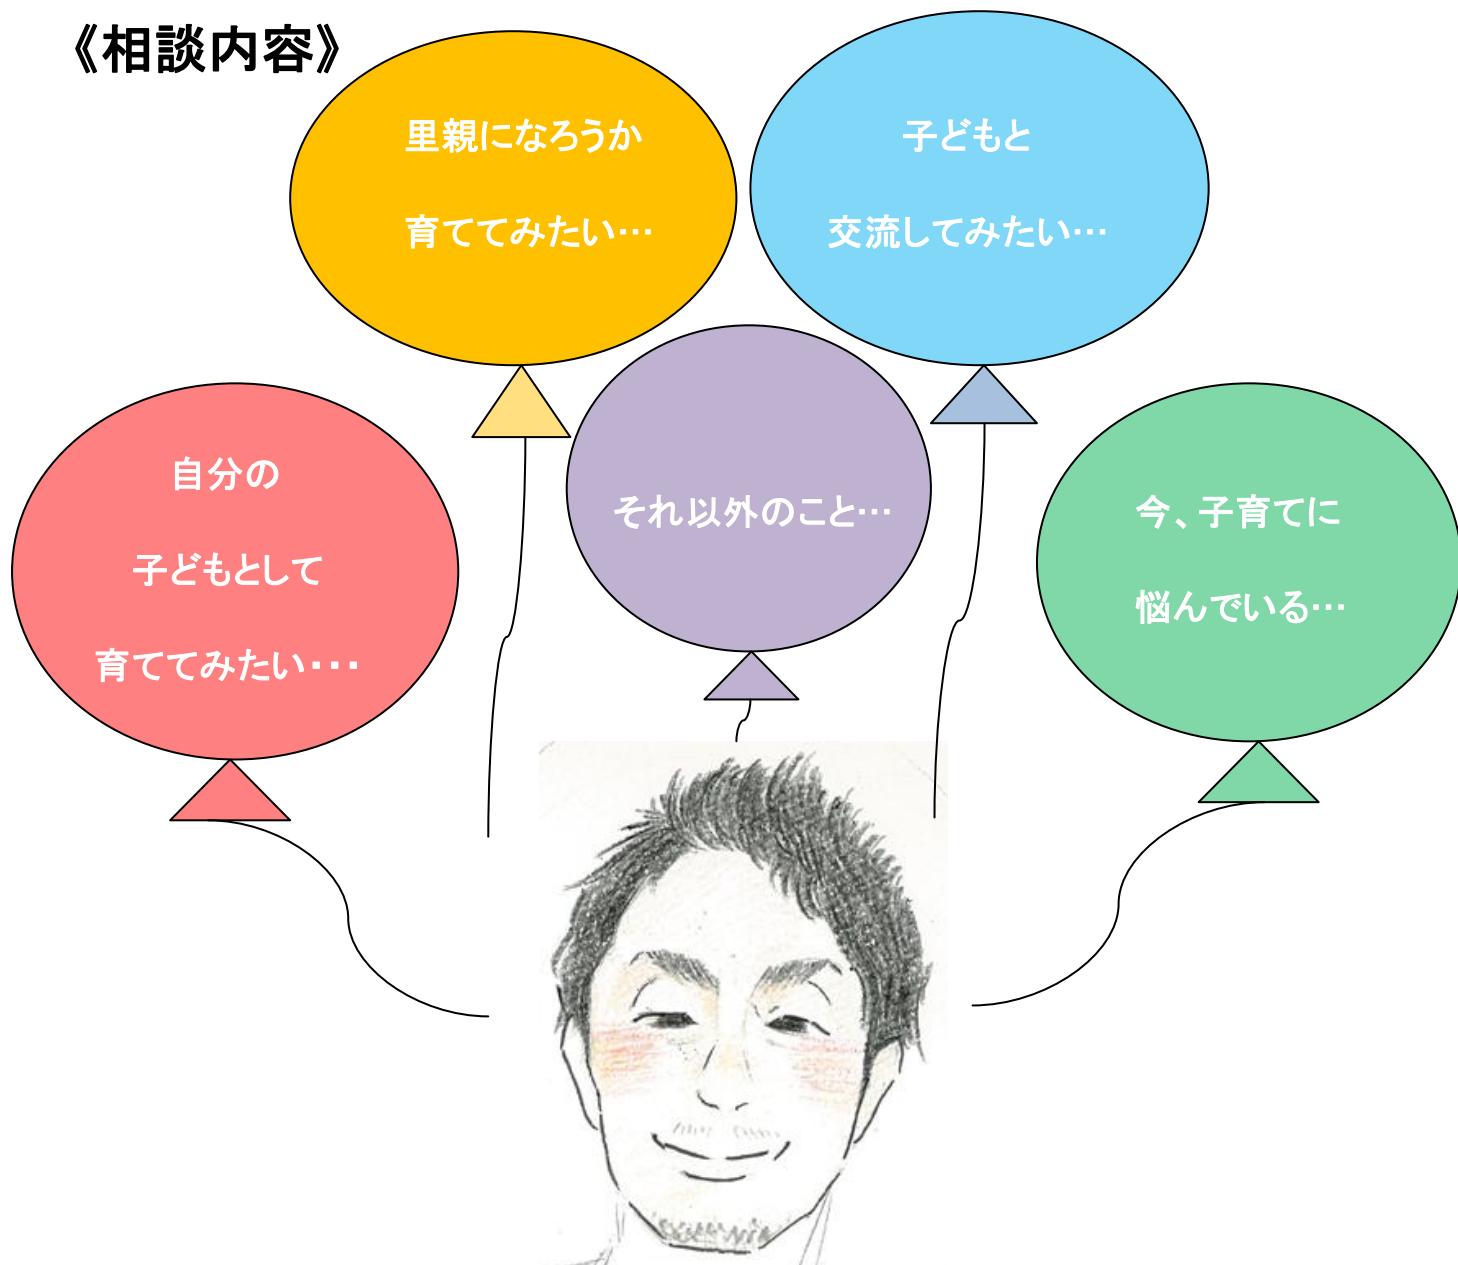 《相談内容》
里親になろうか
育ててみたい…
子どもと
交流してみたい…
自分の
子どもとして
育ててみたい・・・
それ以外のこと…
今、子育てに
悩んでいる…